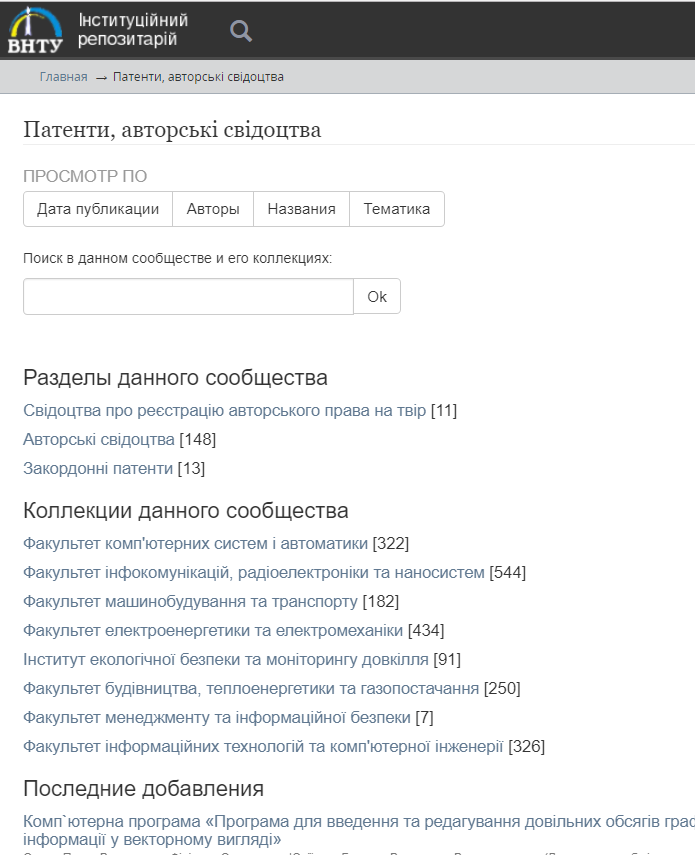 ВНТУ
Інституційний
репозитарій
Главная → Патенти, авторські свідоцтва
Патенти, авторські свідоцтва
ПРОСМОТР ПО
Дата публикации Авторы Названия Тематика
Поиск в данном сообществе и его коллекциях:
Ok
Разделы данного сообщества
Свідоцтва про реєстрацію авторського права на твір [11]
Авторські свідоцтва [148]
Закордонні патенти [13]
Коллекции данного сообщества
Факультет комп'ютерних систем і автоматики [322]
Факультет інфокомунікацій, радіоелектроніки та наносистем [544]
Факультет машинобудування та транспорту [182]
Факультет електроенергетики та електромеханіки [434]
Інститут екологічної безпеки та моніторингу довкілля [91]
Факультет будівництва, теплоенергетики та газопостачання [250]
Факультет менеджменту та інформаційної безпеки [7]
Факультет інформаційних технологій та комп'ютерної інженерії [326]
Последние добавления
Комп`ютерна програма «Програма для введення та редагування довільних обсягів граф
інформації у векторному вигляді»